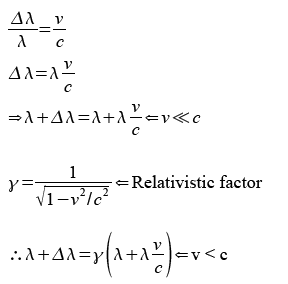 Δλ/λ = v/c
Δλ = λ v/c
⇒ λ + Δλ = λ + λ v/c ⇐ v ≪ c
γ = 1/√(1−v²/c²) ⇐ Relativistic factor
∴ λ + Δλ = γ(λ + λ v/c) ⇐ v < c